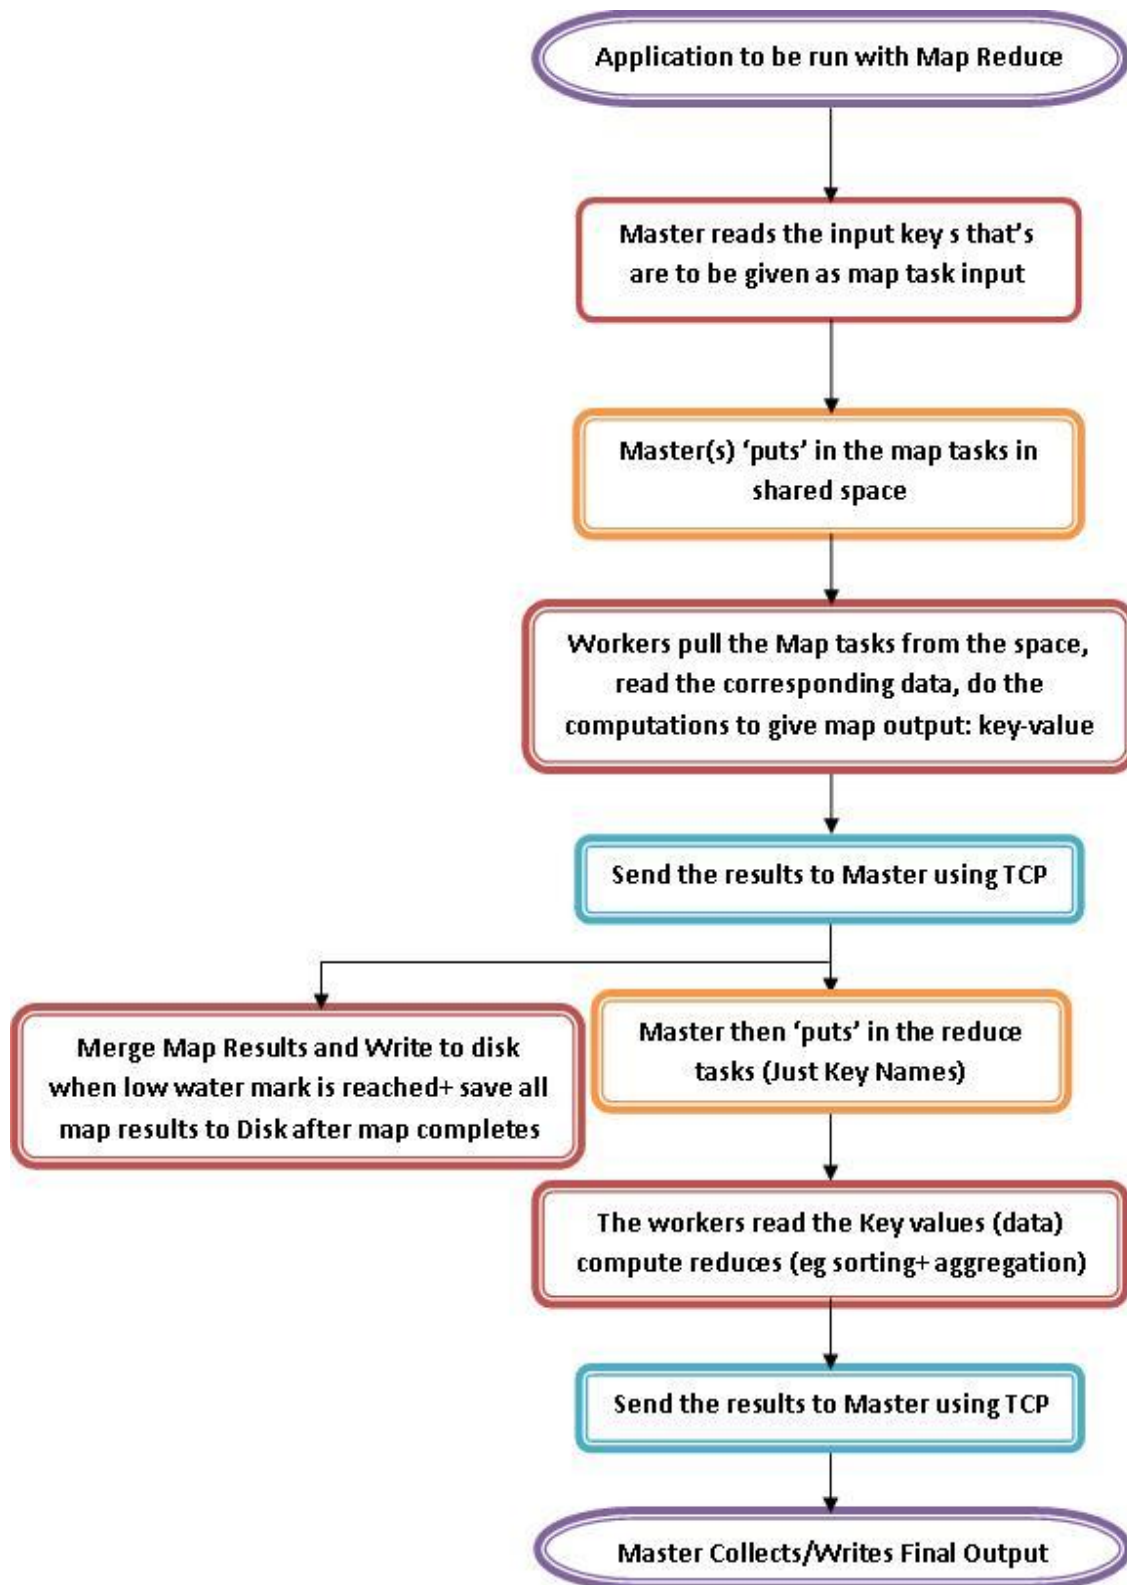 Application to be run with Map Reduce
Master reads the input key s that's
are to be given as map task input
Master(s) ‘puts’ in the map tasks in
shared space
Workers pull the Map tasks from the space,
read the corresponding data, do the
computations to give map output: key-value
Send the results to Master using TCP
Merge Map Results and Write to disk
when low water mark is reached+ save all
map results to Disk after map completes
Master then ‘puts’ in the reduce
tasks (Just Key Names)
The workers read the Key values (data)
compute reduces (eg sorting+ aggregation)
Send the results to Master using TCP
Master Collects/Writes Final Output